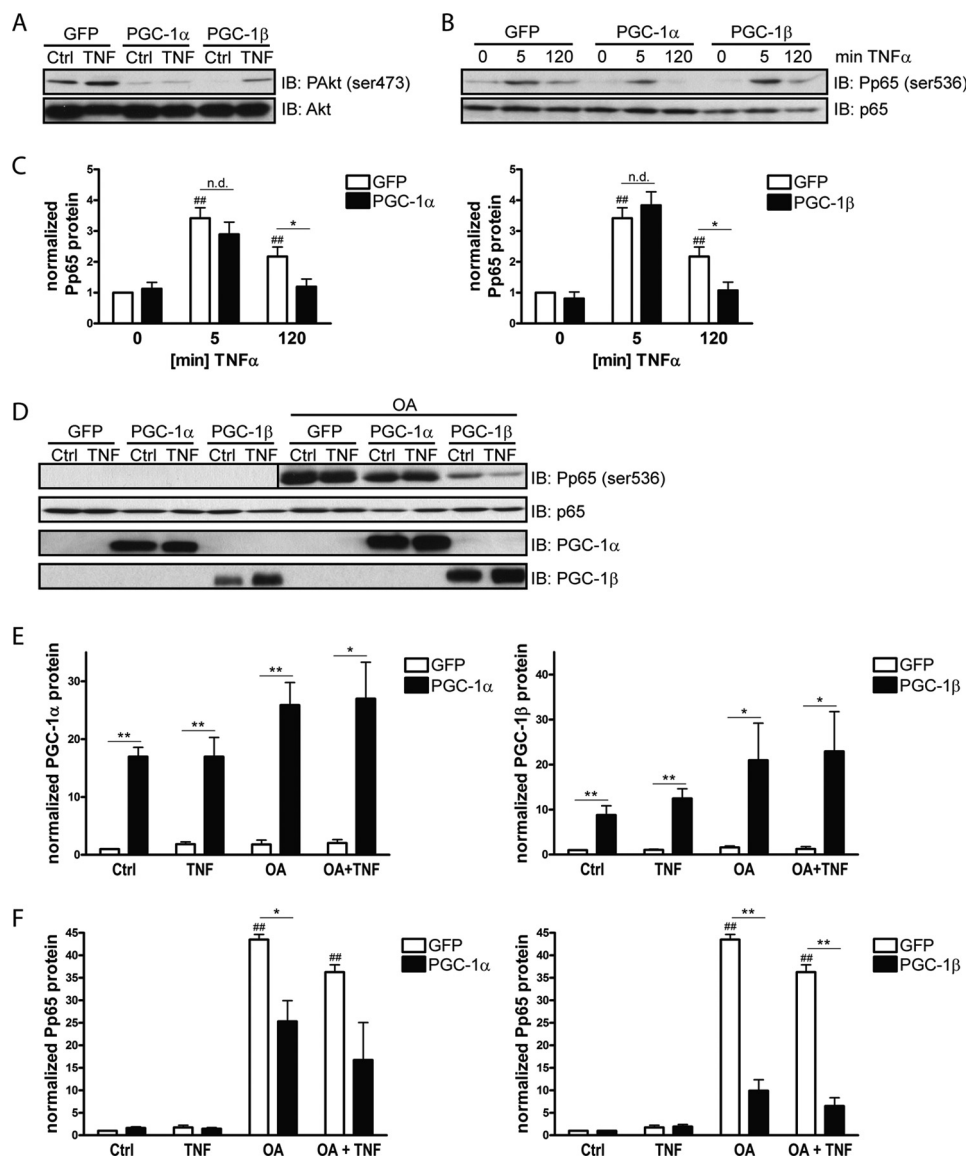 A
GFP PGC-1α PGC-1β
Ctrl TNF Ctrl TNF Ctrl TNF
IB: PAkt (ser473)
IB: Akt
B
GFP PGC-1α PGC-1β
0 5 120 0 5 120 0 5 120 min TNFα
IB: Pp65 (ser536)
IB: p65
C
normalized
Pp65 protein
5
4
3
2
1
0
##
n.d.
##
*
GFP
PGC-1α
0 5 120
[min] TNFα
normalized
Pp65 protein
5
4
3
2
1
0
##
n.d.
##
*
GFP
PGC-1β
0 5 120
[min] TNFα
D
OA
GFP PGC-1α PGC-1β GFP PGC-1α PGC-1β
Ctrl TNF Ctrl TNF Ctrl TNF Ctrl TNF Ctrl TNF Ctrl TNF
IB: Pp65 (ser536)
IB: p65
IB: PGC-1α
IB: PGC-1β
E
normalized PGC-1α protein
30
20
10
0
**
**
**
*
GFP
PGC-1α
Ctrl TNF OA OA+TNF
normalized PGC-1β protein
40
30
20
10
0
**
**
*
*
GFP
PGC-1β
Ctrl TNF OA OA+TNF
F
normalized Pp65 protein
45
40
35
30
25
20
15
10
5
0
*
##
##
GFP
PGC-1α
Ctrl TNF OA OA + TNF
normalized Pp65 protein
45
40
35
30
25
20
15
10
5
0
**
##
**
##
GFP
PGC-1β
Ctrl TNF OA OA + TNF